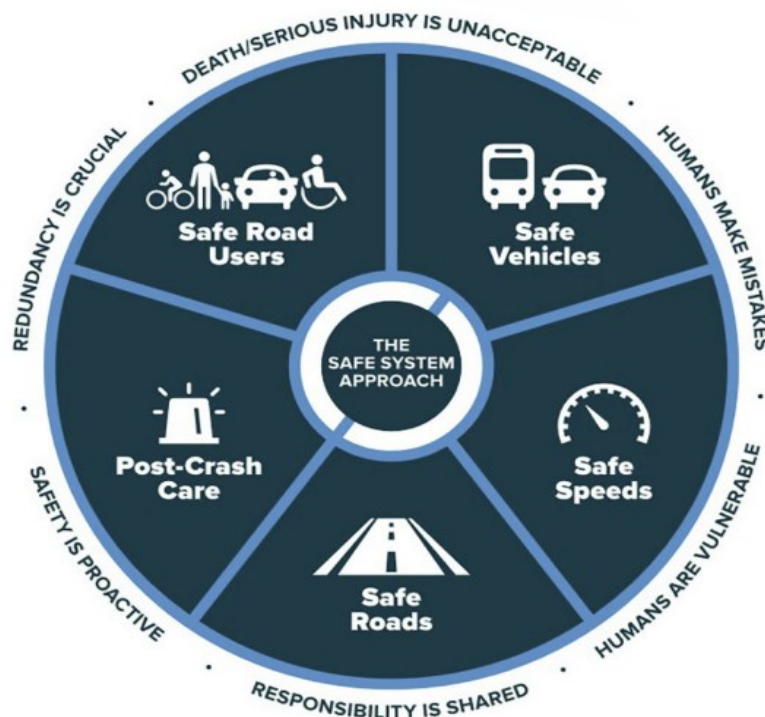 DEATH/SERIOUS INJURY IS UNACCEPTABLE
HUMANS MAKE MISTAKES
HUMANS ARE VULNERABLE
RESPONSIBILITY IS SHARED
SAFETY IS PROACTIVE
REDUNDANCY IS CRUCIAL
Safe Road
Users
Safe
Vehicles
THE
SAFE SYSTEM
APPROACH
Post-Crash
Care
Safe
Speeds
Safe
Roads